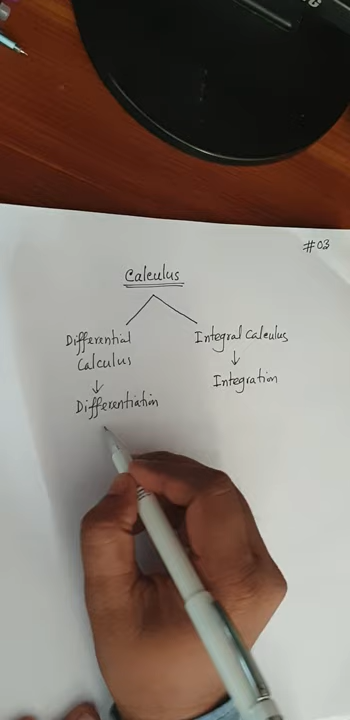 #03
Calculus
Differential
Calculus
↓
Differentiation
Integral Calculus
↓
Integration